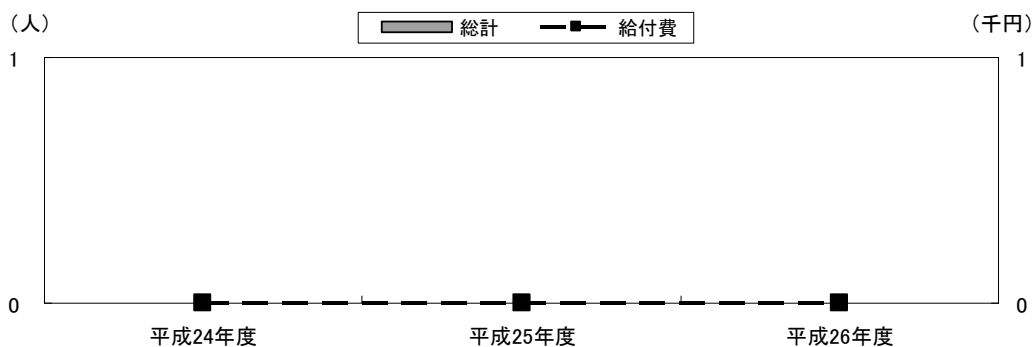 （人） 総計 給付費 （千円）
1 1
0 0
平成24年度 平成25年度 平成26年度